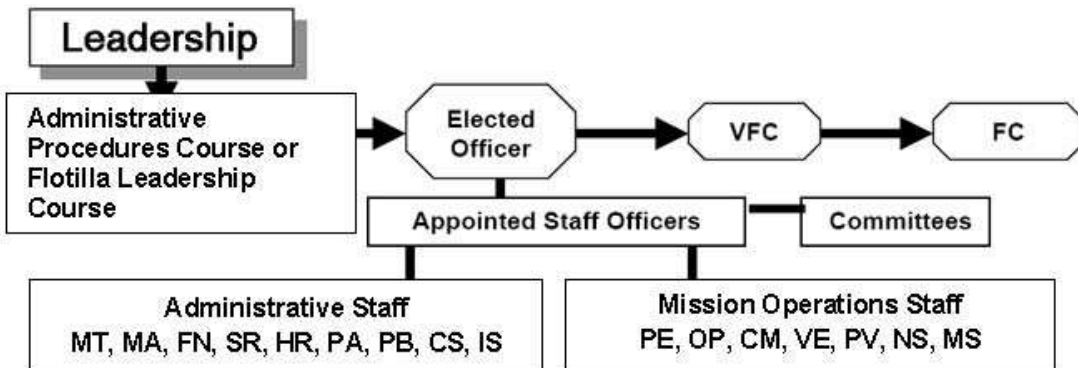 Leadership
Administrative
Procedures Course or
Flotilla Leadership
Course
Elected
Officer
VFC
FC
Appointed Staff Officers
Committees
Administrative Staff
MT, MA, FN, SR, HR, PA, PB, CS, IS
Mission Operations Staff
PE, OP, CM, VE, PV, NS, MS